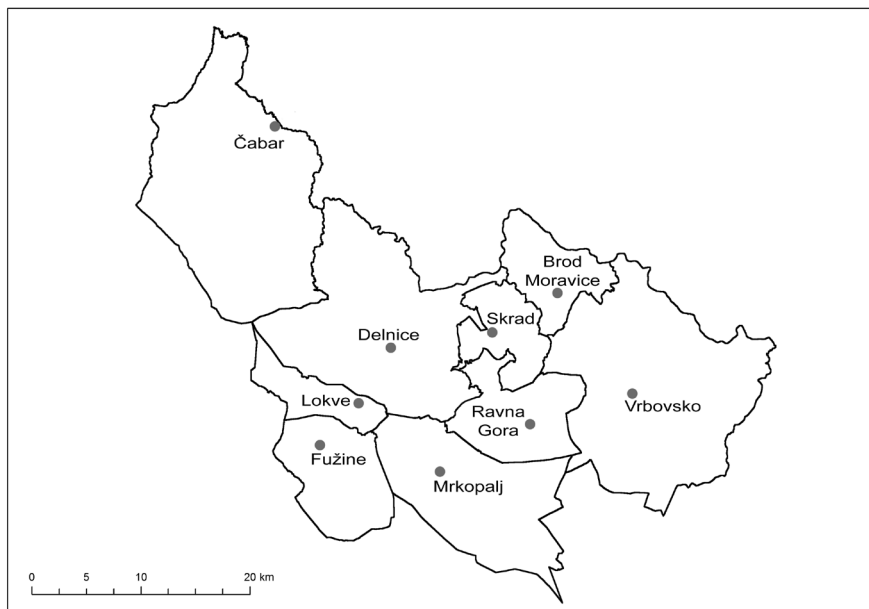 Čabar
Brod
Moravice
Skrad
Delnice
Lokve
Ravna
Gora
Vrbovsko
Fužine
Mrkopalj
0 5 10 20 km